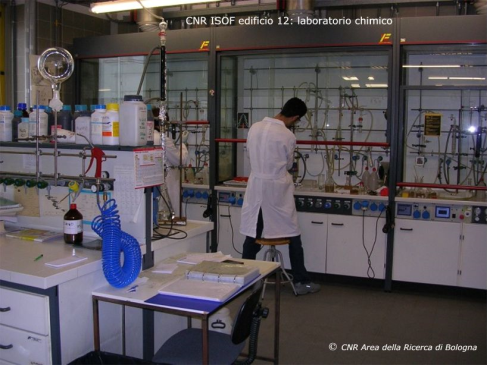 CNR ISOF edificio 12: laboratorio chimico
© CNR Area della Ricerca di Bologna